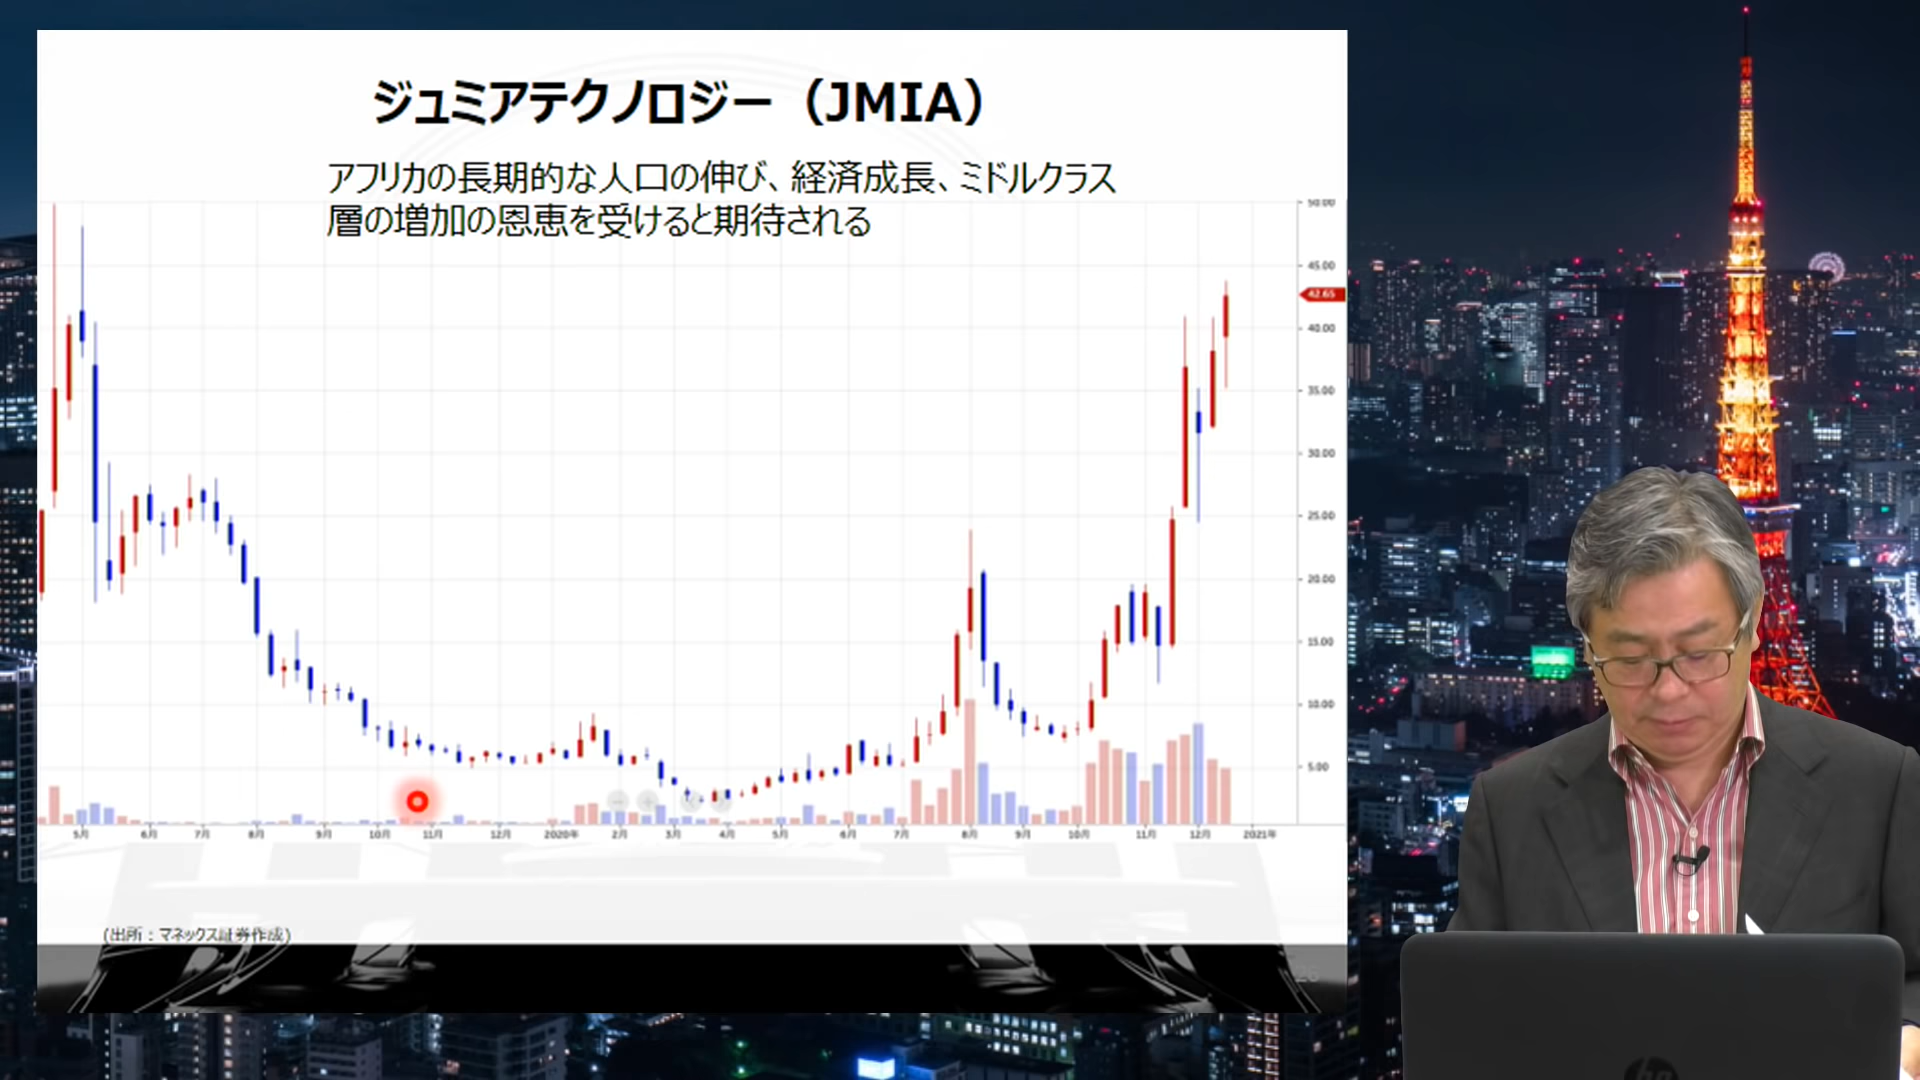 ジュミアテクノロジー（JMIA）
アフリカの長期的な人口の伸び、経済成長、ミドルクラス
層の増加の恩恵を受けると期待される
50.00
45.00
42.65
40.00
35.00
30.00
25.00
20.00
15.00
10.00
5.00
5月 6月 7月 8月 9月 10月 11月 12月 2020年 2月 3月 4月 5月 6月 7月 8月 9月 10月 11月 12月 2021年
(出所：マネックス証券作成)
hp